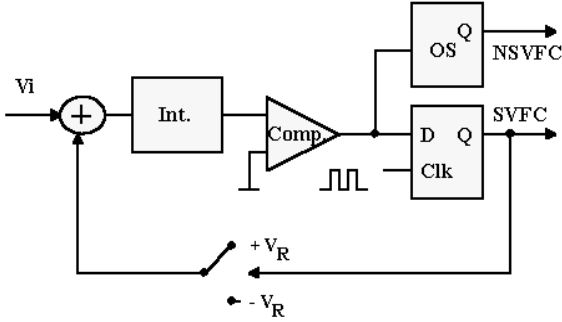 Q
OS
NSVFC
Vi
+
Int.
Comp
SVFC
D Q
Clk
+ V_R
- V_R